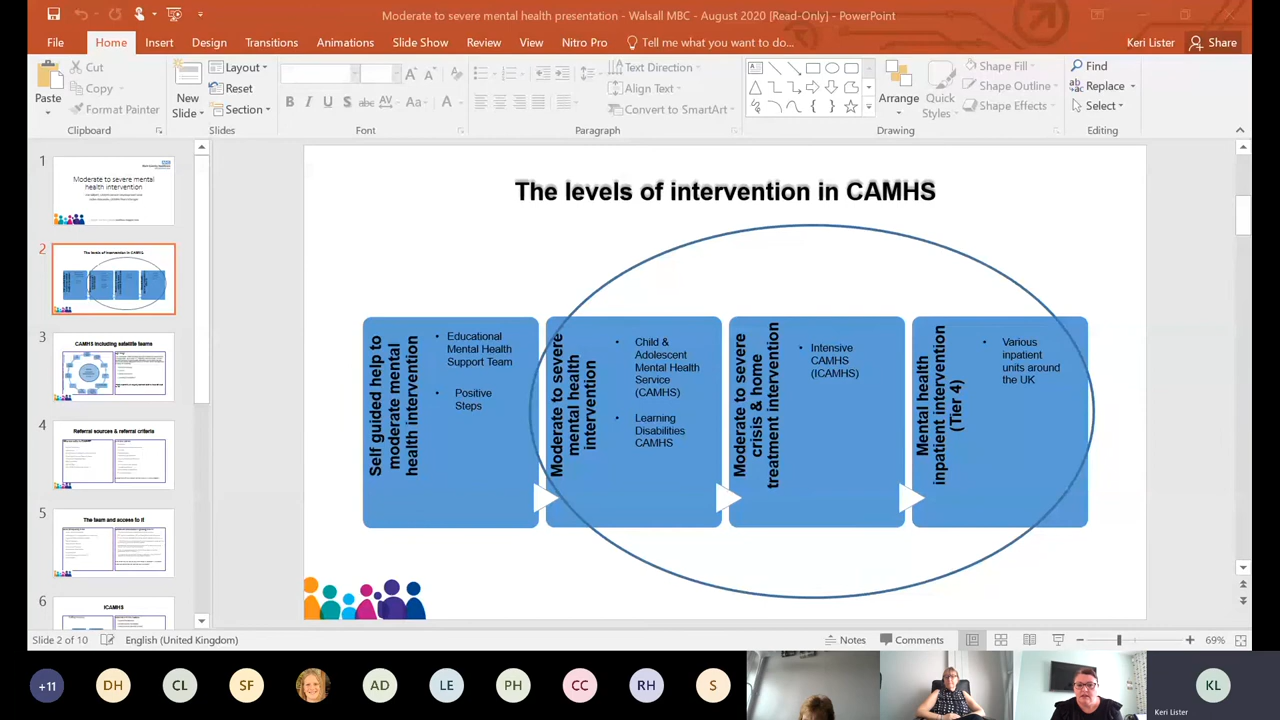 Moderate to severe mental health presentation - Walsall MBC - August 2020 [Read-Only] - PowerPoint
File Home Insert Design Transitions Animations Slide Show Review View Nitro Pro Tell me what you want to do... Keri Lister Share
Paste
Cut
Copy
Format Painter
Clipboard
New Slide
Layout
Reset
Section
Slides
B I U S abc AV Aa A
Font
Text Direction
Align Text
Convert to SmartArt
Paragraph
Arrange
Quick Styles
Shape Fill
Shape Outline
Shape Effects
Drawing
Find
Replace
Select
Editing
1
Moderate to severe mental
health intervention
2
The levels of intervention in CAMHS
3
CAMHS including satellite teams
4
Referral sources & referral criteria
5
The team and access to it
6
ICAMHS
The levels of intervention in CAMHS
Self guided help to
moderate mental
health intervention
• Educational
Mental Health
Support Team
• Positive
Steps
Moderate to severe
mental health
intervention
• Child &
Adolescent
Mental Health
Service
(CAMHS)
• Learning
Disabilities
CAMHS
Moderate to severe
crisis & home
treatment intervention
• Intensive
CAMHS
(ICAMHS)
Mental health
inpatient intervention
(Tier 4)
• Various
inpatient
units around
the UK
Slide 2 of 10 English (United Kingdom) Notes Comments 69%
+11 DH CL SF AD LE PH CC RH S KL
Keri Lister